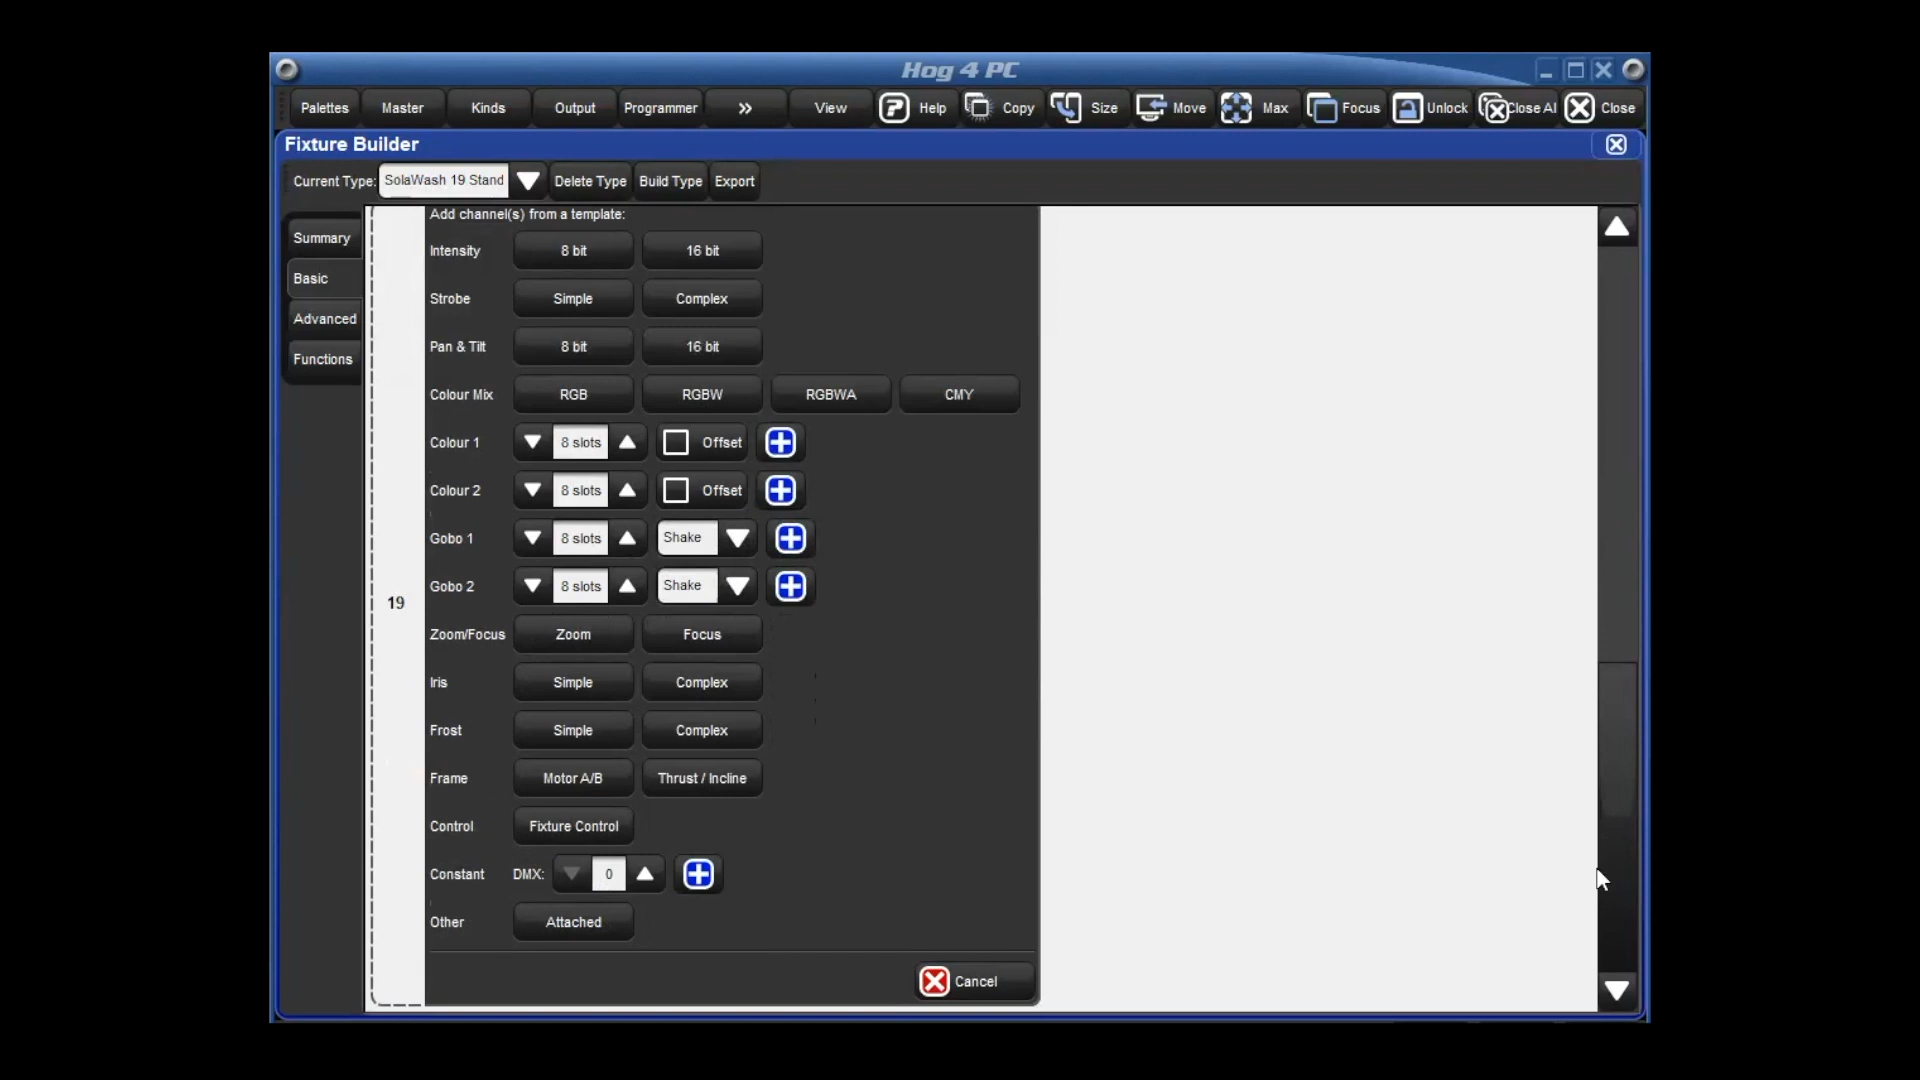 Hog 4 PC
Palettes Master Kinds Output Programmer » View Help Copy Size Move Max Focus Unlock Close Al Close
Fixture Builder
Current Type: SolaWash 19 Stand Delete Type Build Type Export
Summary
Basic
Advanced
Functions
19
Add channel(s) from a template:
Intensity 8 bit 16 bit
Strobe Simple Complex
Pan & Tilt 8 bit 16 bit
Colour Mix RGB RGBW RGBWA CMY
Colour 1 8 slots Offset
Colour 2 8 slots Offset
Gobo 1 8 slots Shake
Gobo 2 8 slots Shake
Zoom/Focus Zoom Focus
Iris Simple Complex
Frost Simple Complex
Frame Motor A/B Thrust / Incline
Control Fixture Control
Constant DMX: 0
Other Attached
Cancel